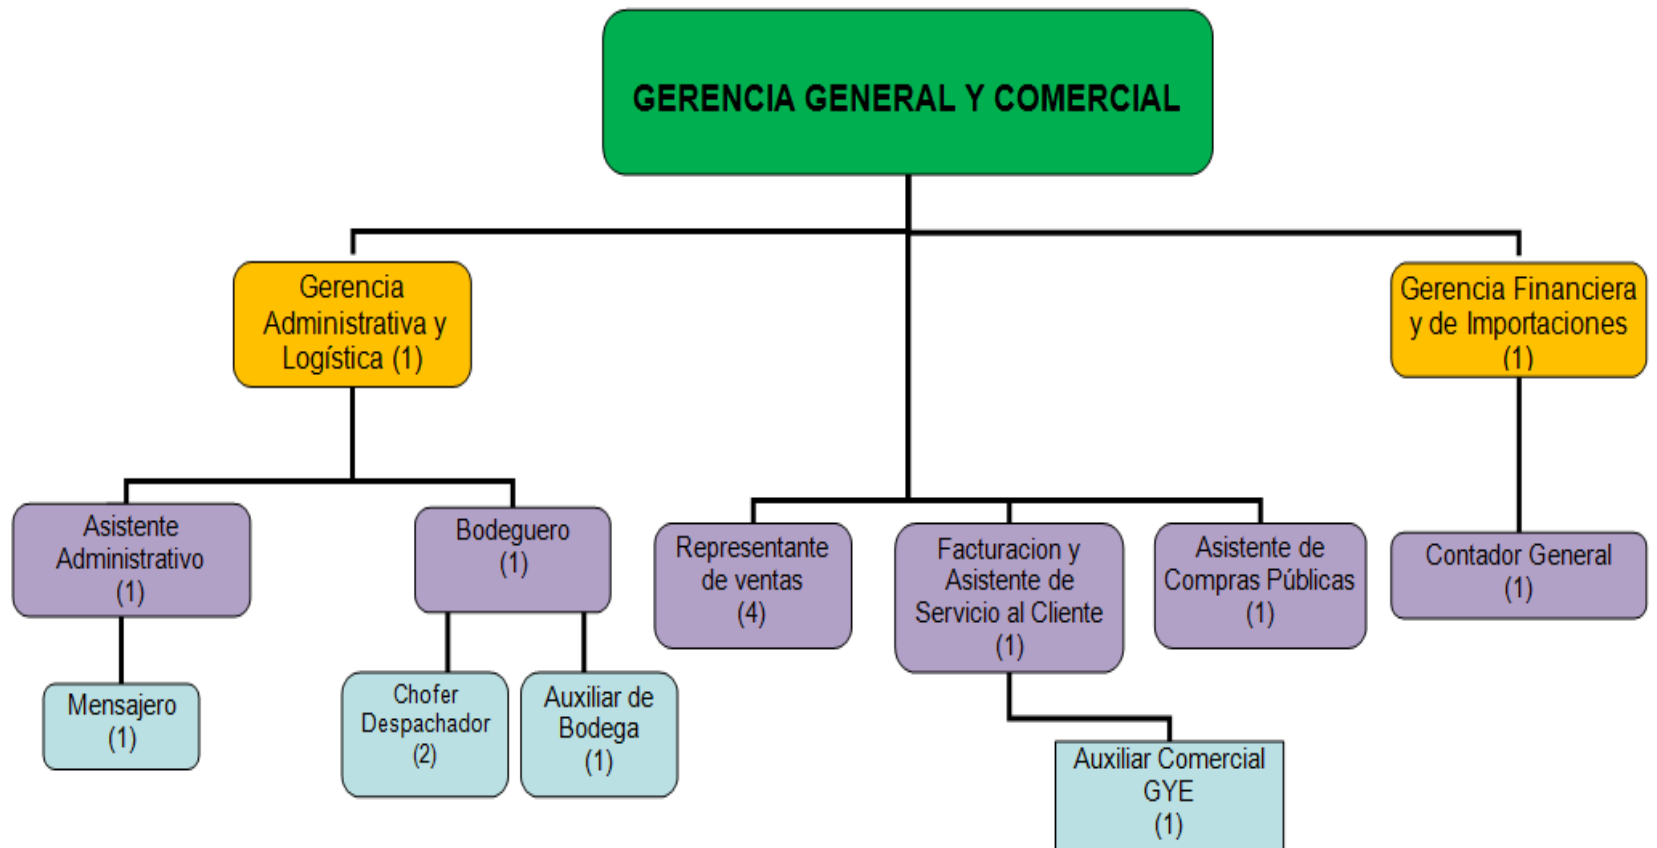 GERENCIA GENERAL Y COMERCIAL
Gerencia
Administrativa y
Logística (1)
Gerencia Financiera
y de Importaciones
(1)
Asistente
Administrativo
(1)
Bodeguero
(1)
Representante
de ventas
(4)
Facturacion y
Asistente de
Servicio al Cliente
(1)
Asistente de
Compras Públicas
(1)
Contador General
(1)
Mensajero
(1)
Chofer
Despachador
(2)
Auxiliar de
Bodega
(1)
Auxiliar Comercial
GYE
(1)